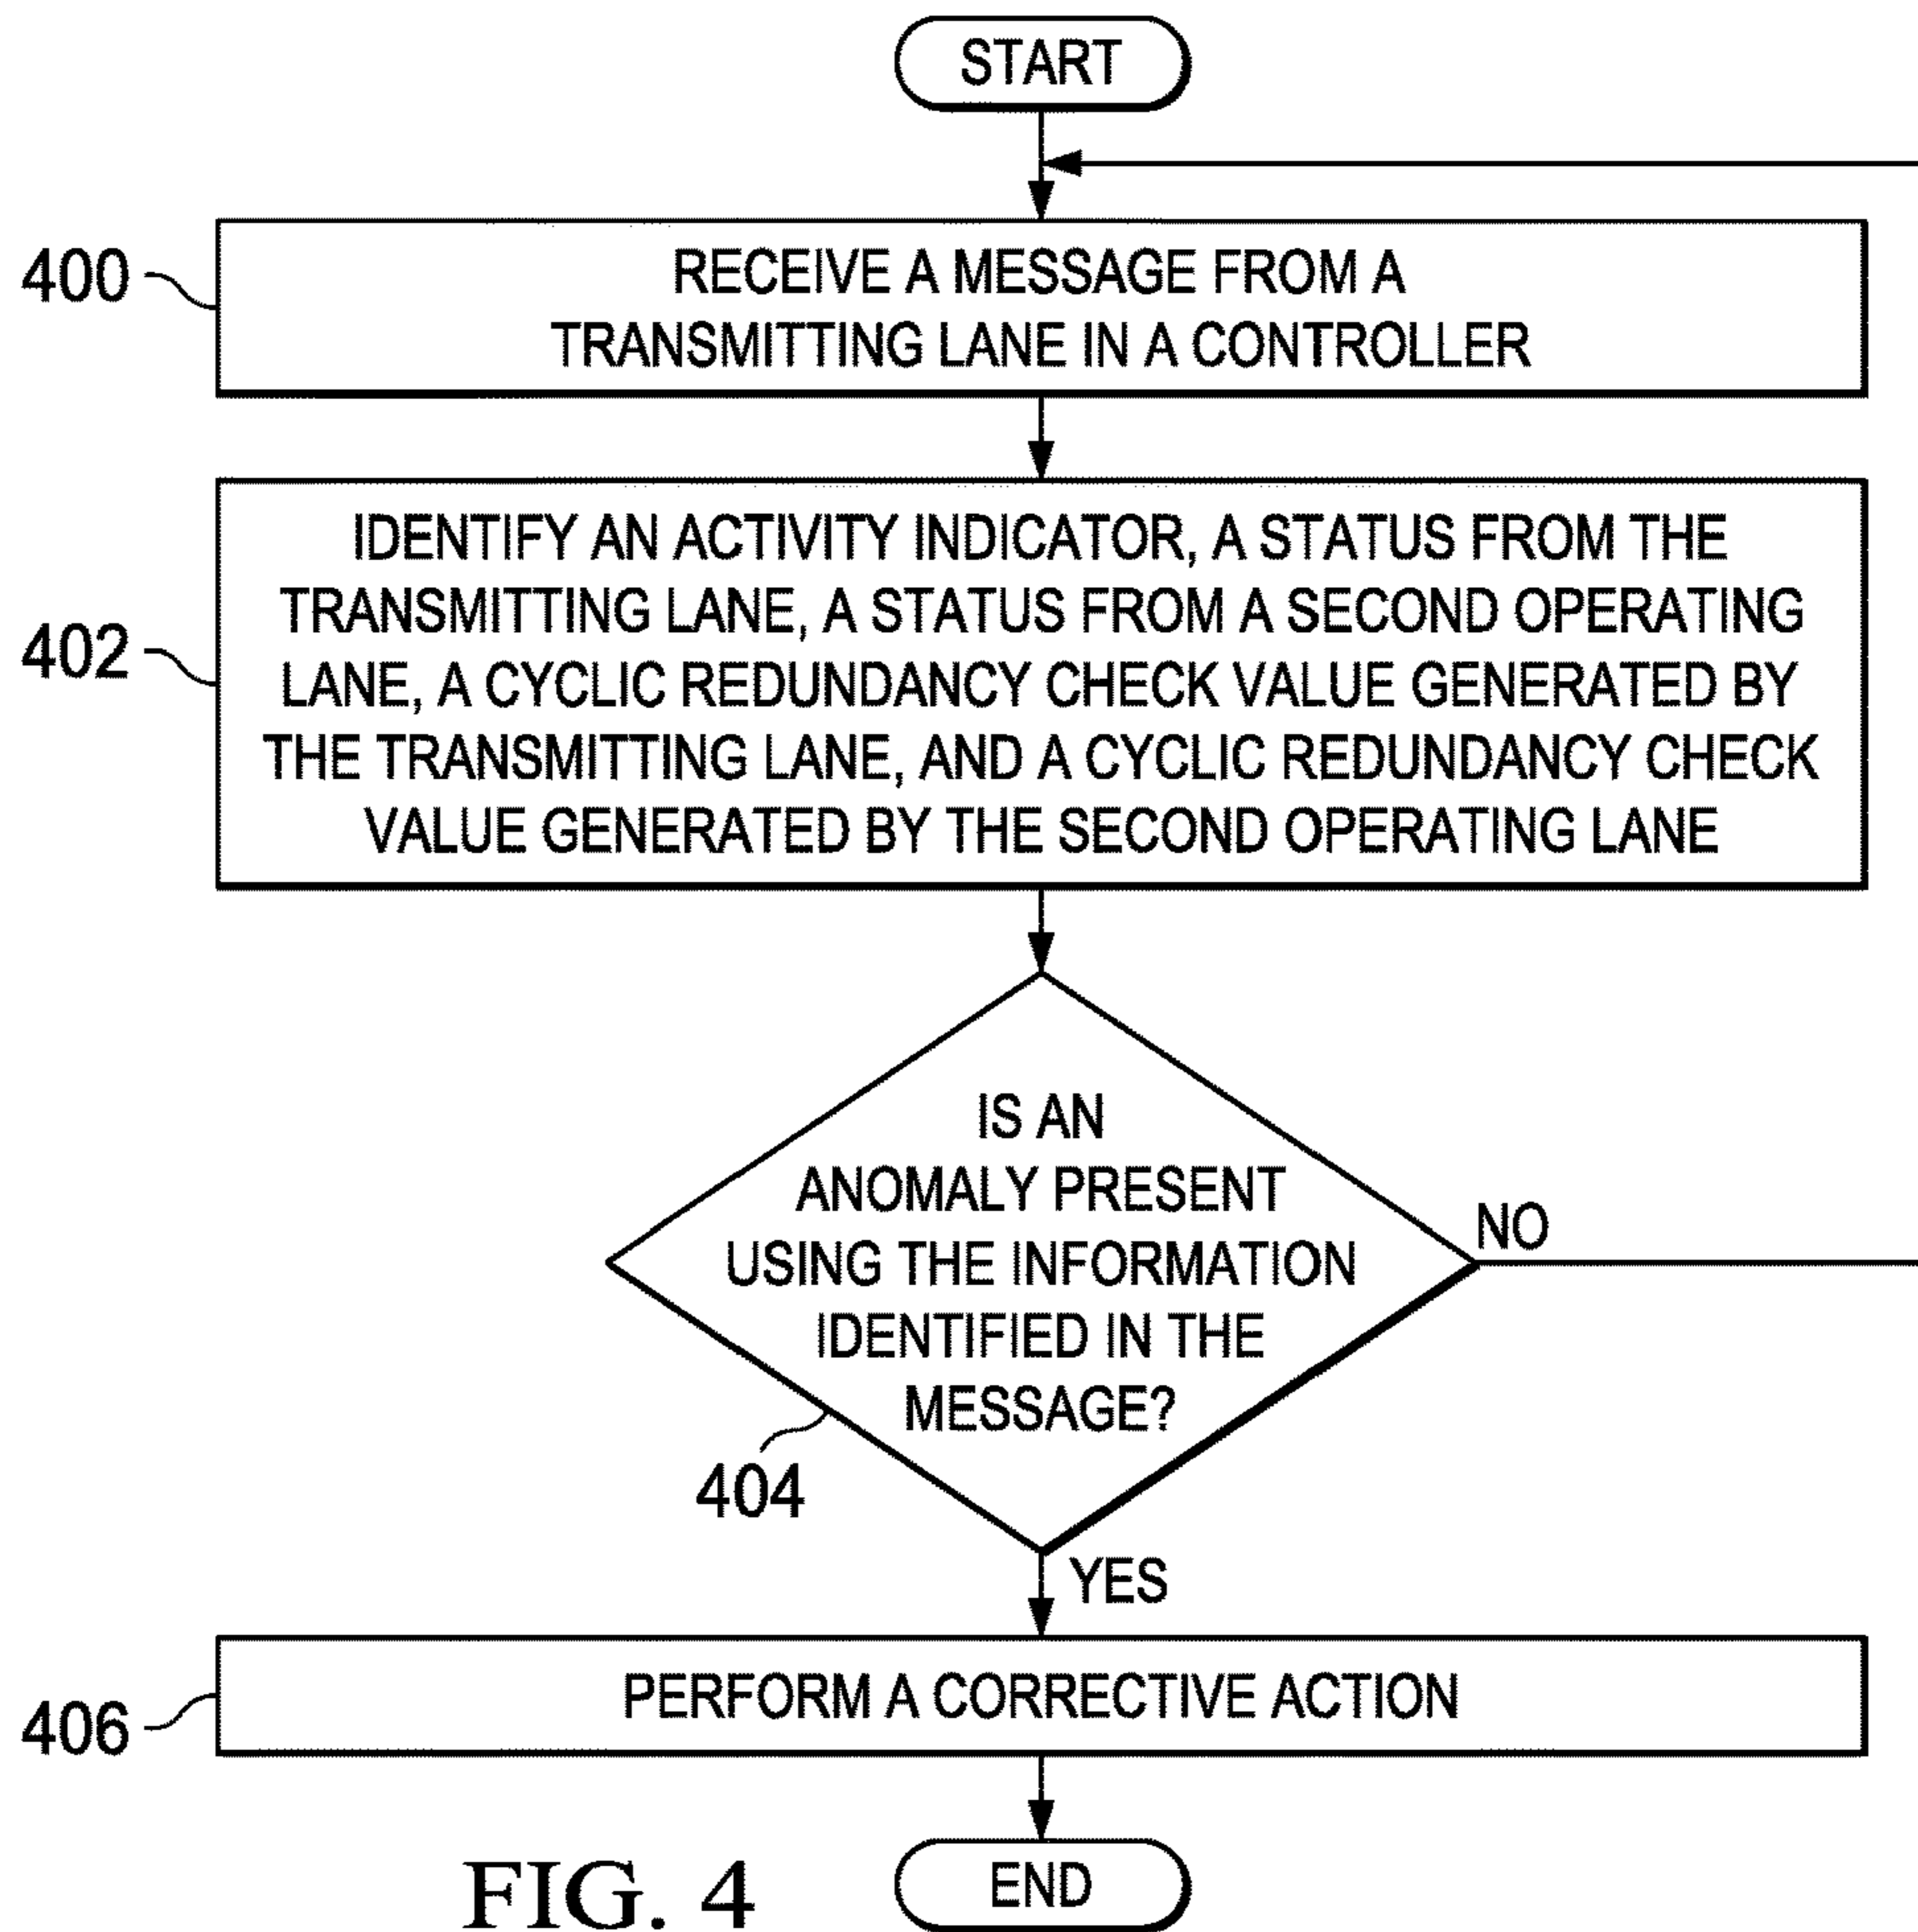 START
400
RECEIVE A MESSAGE FROM A
TRANSMITTING LANE IN A CONTROLLER
402
IDENTIFY AN ACTIVITY INDICATOR, A STATUS FROM THE
TRANSMITTING LANE, A STATUS FROM A SECOND OPERATING
LANE, A CYCLIC REDUNDANCY CHECK VALUE GENERATED BY
THE TRANSMITTING LANE, AND A CYCLIC REDUNDANCY CHECK
VALUE GENERATED BY THE SECOND OPERATING LANE
IS AN
ANOMALY PRESENT
USING THE INFORMATION
IDENTIFIED IN THE
MESSAGE?
NO
404
YES
406
PERFORM A CORRECTIVE ACTION
END
FIG. 4